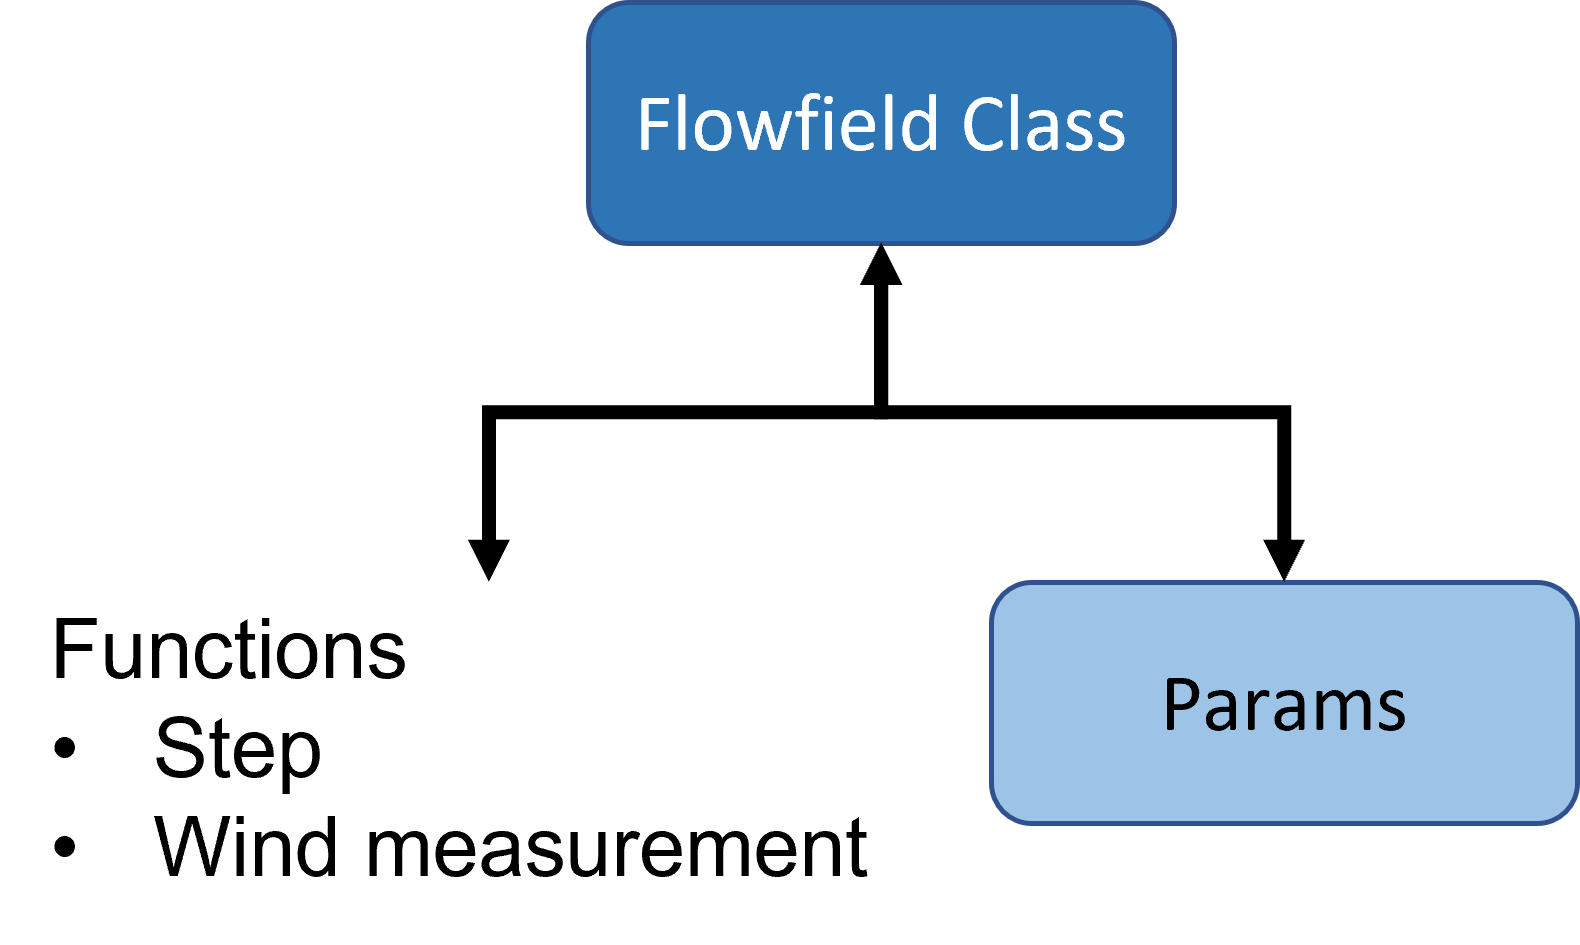 Flowfield Class
Functions
• Step
• Wind measurement
Params